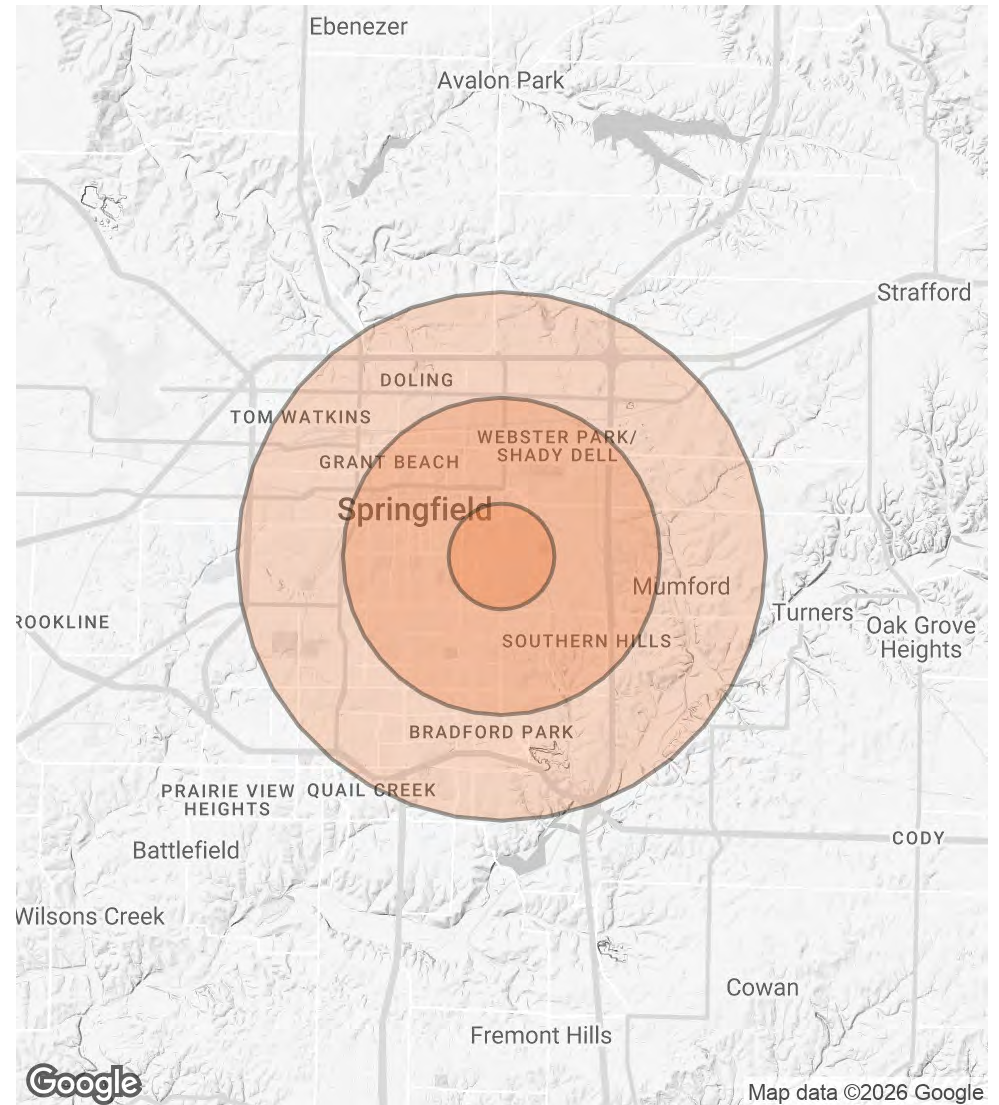 Ebenezer
Avalon Park
Strafford
DOLING
TOM WATKINS
WEBSTER PARK/
SHADY DELL
GRANT BEACH
Springfield
Mumford
Turners
ROOKLINE
Oak Grove
Heights
SOUTHERN HILLS
BRADFORD PARK
PRAIRIE VIEW
HEIGHTS
QUAIL CREEK
CODY
Battlefield
Wilsons Creek
Cowan
Fremont Hills
Google
Map data ©2026 Google